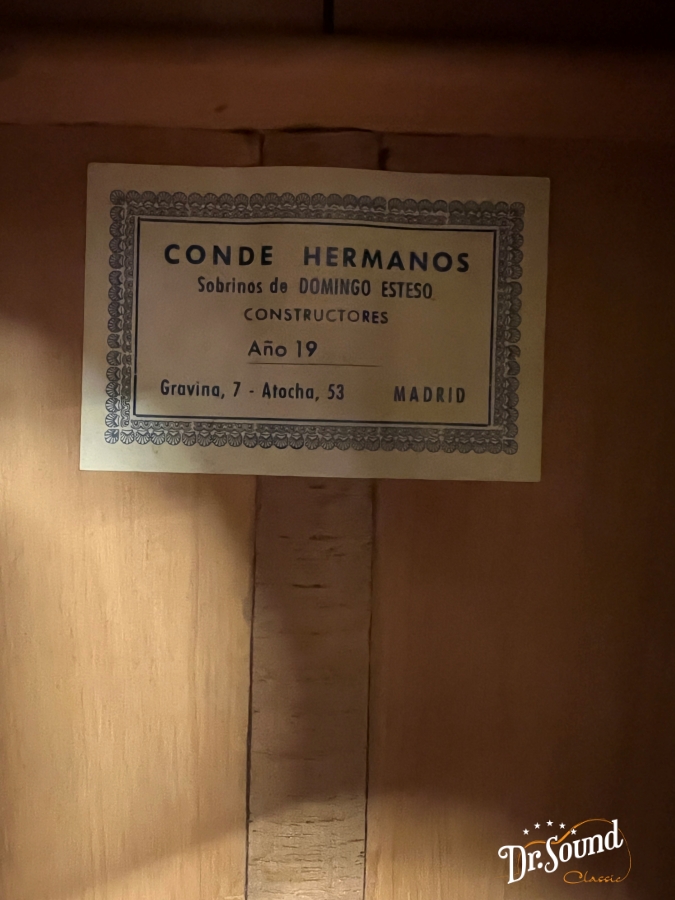 CONDE HERMANOS
Sobrinos de DOMINGO ESTESO
CONSTRUCTORES
Año 19
Gravina, 7 - Atocha, 53 MADRID
Dr. Sound
Classic